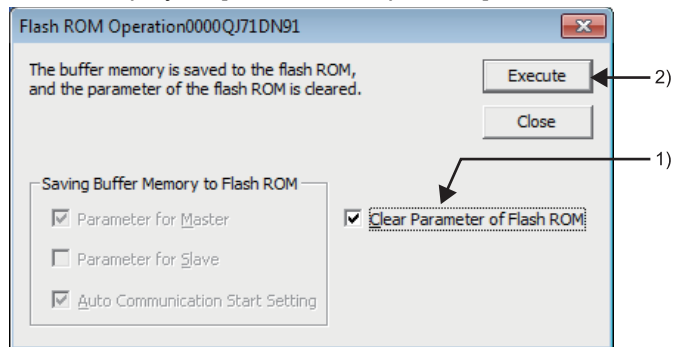 Flash ROM Operation0000QJ71DN91
The buffer memory is saved to the flash ROM,
and the parameter of the flash ROM is cleared.
Execute
2)
Close
1)
Saving Buffer Memory to Flash ROM
Parameter for Master
Clear Parameter of Flash ROM
Parameter for Slave
Auto Communication Start Setting